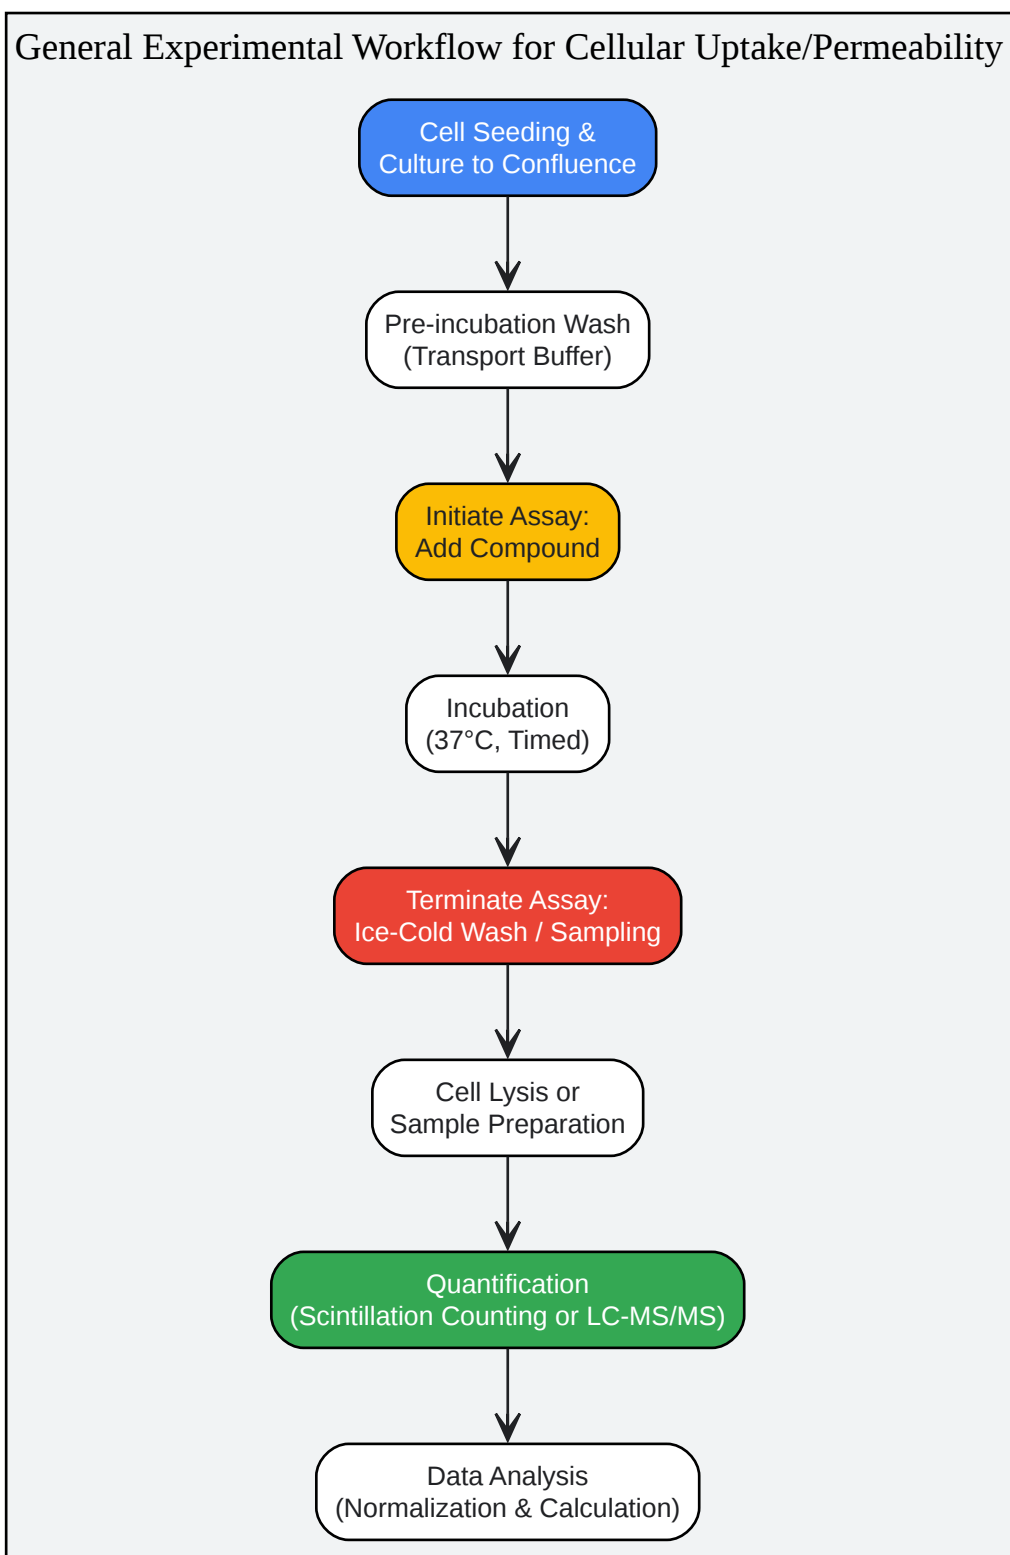 General Experimental Workflow for Cellular Uptake/Permeability
Cell Seeding &
Culture to Confluence
Pre-incubation Wash
(Transport Buffer)
Initiate Assay:
Add Compound
Incubation
(37°C, Timed)
Terminate Assay:
Ice-Cold Wash / Sampling
Cell Lysis or
Sample Preparation
Quantification
(Scintillation Counting or LC-MS/MS)
Data Analysis
(Normalization & Calculation)